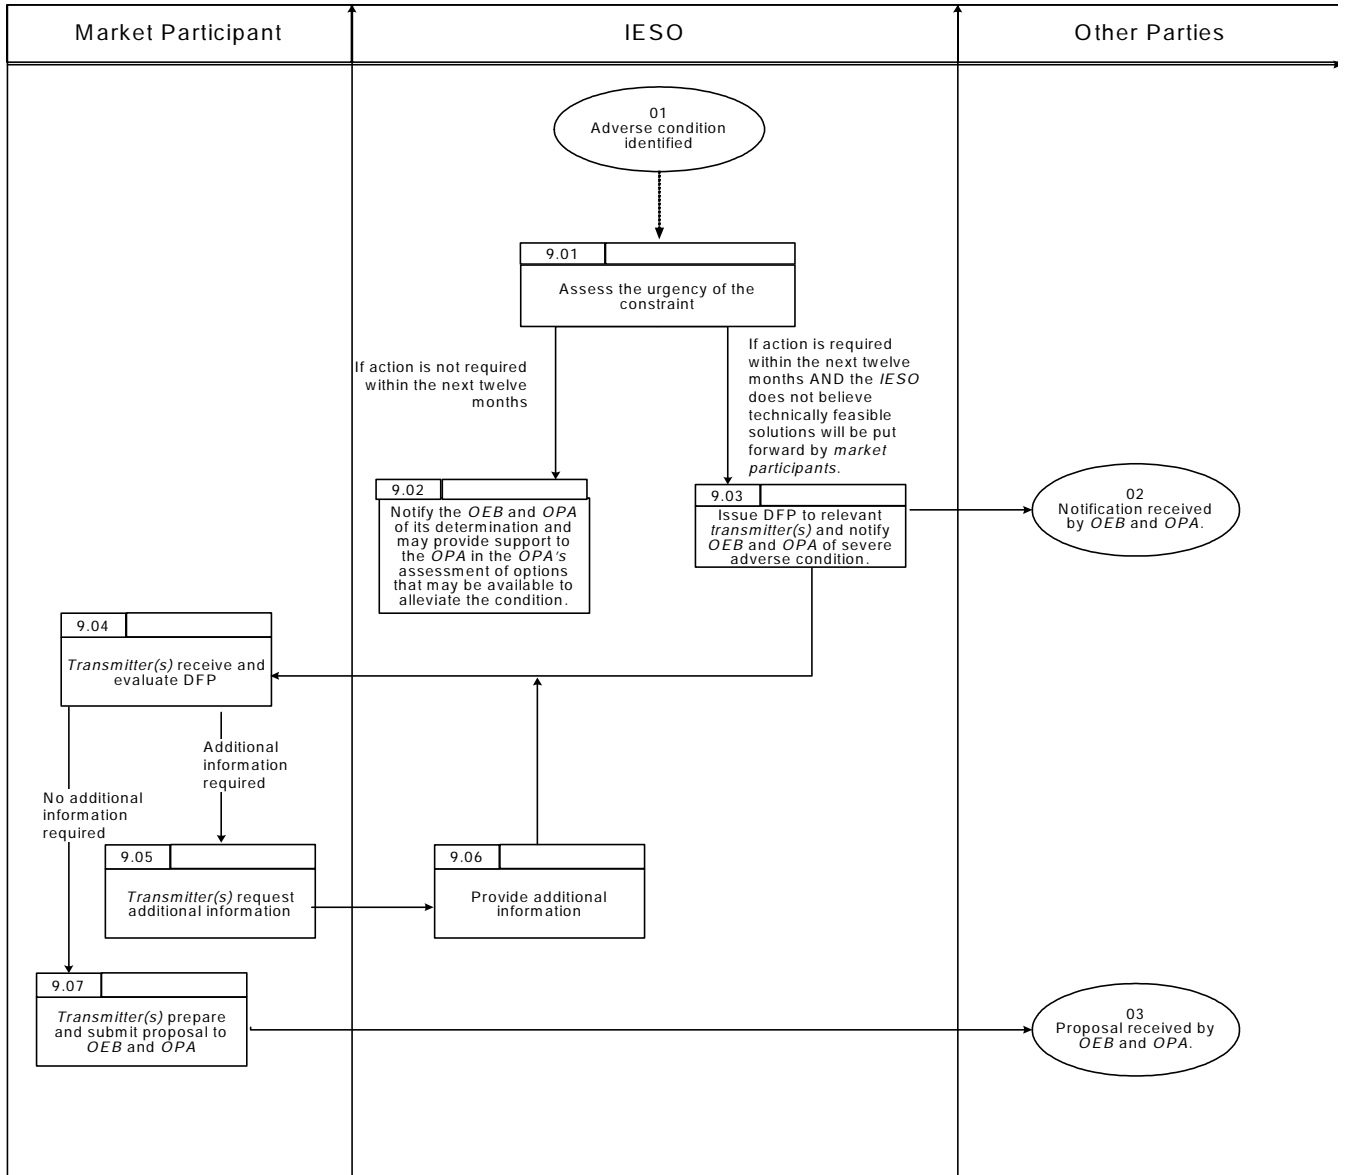 Market Participant
IESO
Other Parties
01
Adverse condition
identified
9.01
Assess the urgency of the
constraint
If action is not required
within the next twelve
months
If action is required
within the next twelve
months AND the IESO
does not believe
technically feasible
solutions will be put
forward by market
participants.
9.02
Notify the OEB and OPA
of its determination and
may provide support to
the OPA in the OPA's
assessment of options
that may be available to
alleviate the condition.
9.03
Issue DFP to relevant
transmitter(s) and notify
OEB and OPA of severe
adverse condition.
02
Notification received
by OEB and OPA.
9.04
Transmitter(s) receive and
evaluate DFP
Additional
information
required
No additional
information
required
9.05
Transmitter(s) request
additional information
9.06
Provide additional
information
9.07
Transmitter(s) prepare
and submit proposal to
OEB and OPA
03
Proposal received by
OEB and OPA.